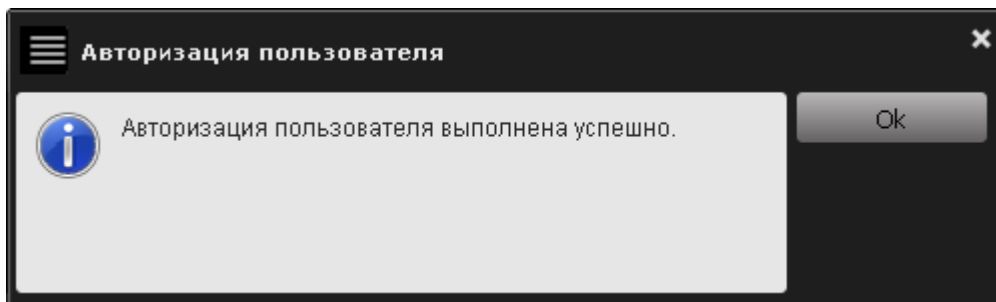 Авторизация пользователя
Авторизация пользователя выполнена успешно.
Ok